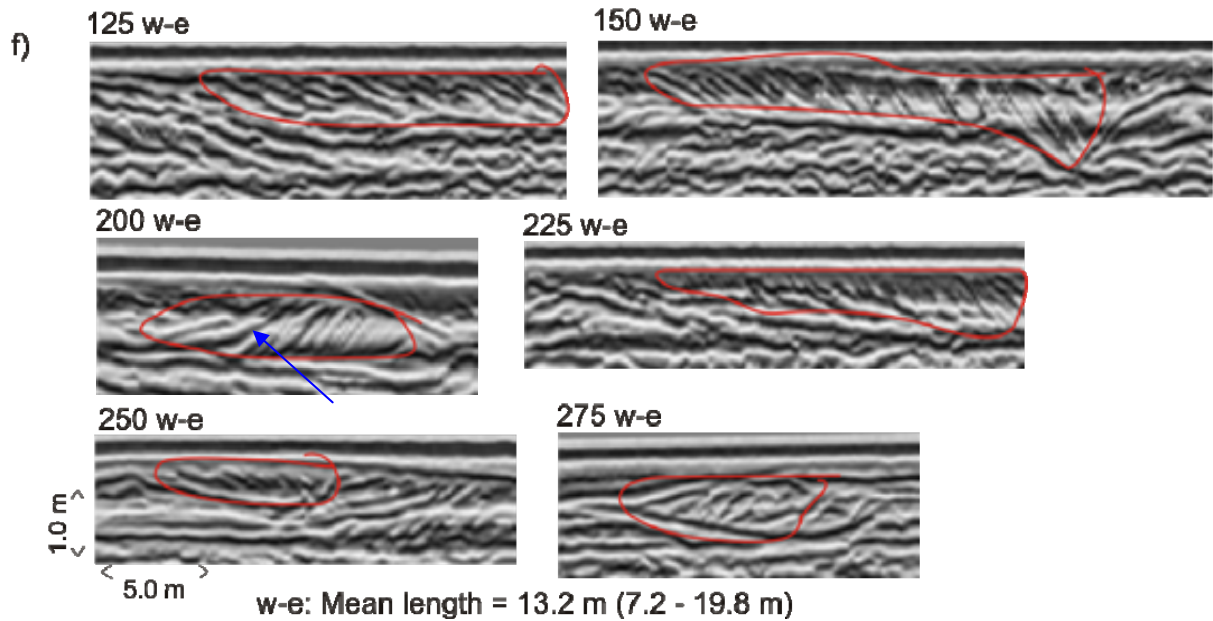 f)
125 w-e
150 w-e
200 w-e
225 w-e
250 w-e
275 w-e
1.0 m
5.0 m
w-e: Mean length = 13.2 m (7.2 - 19.8 m)